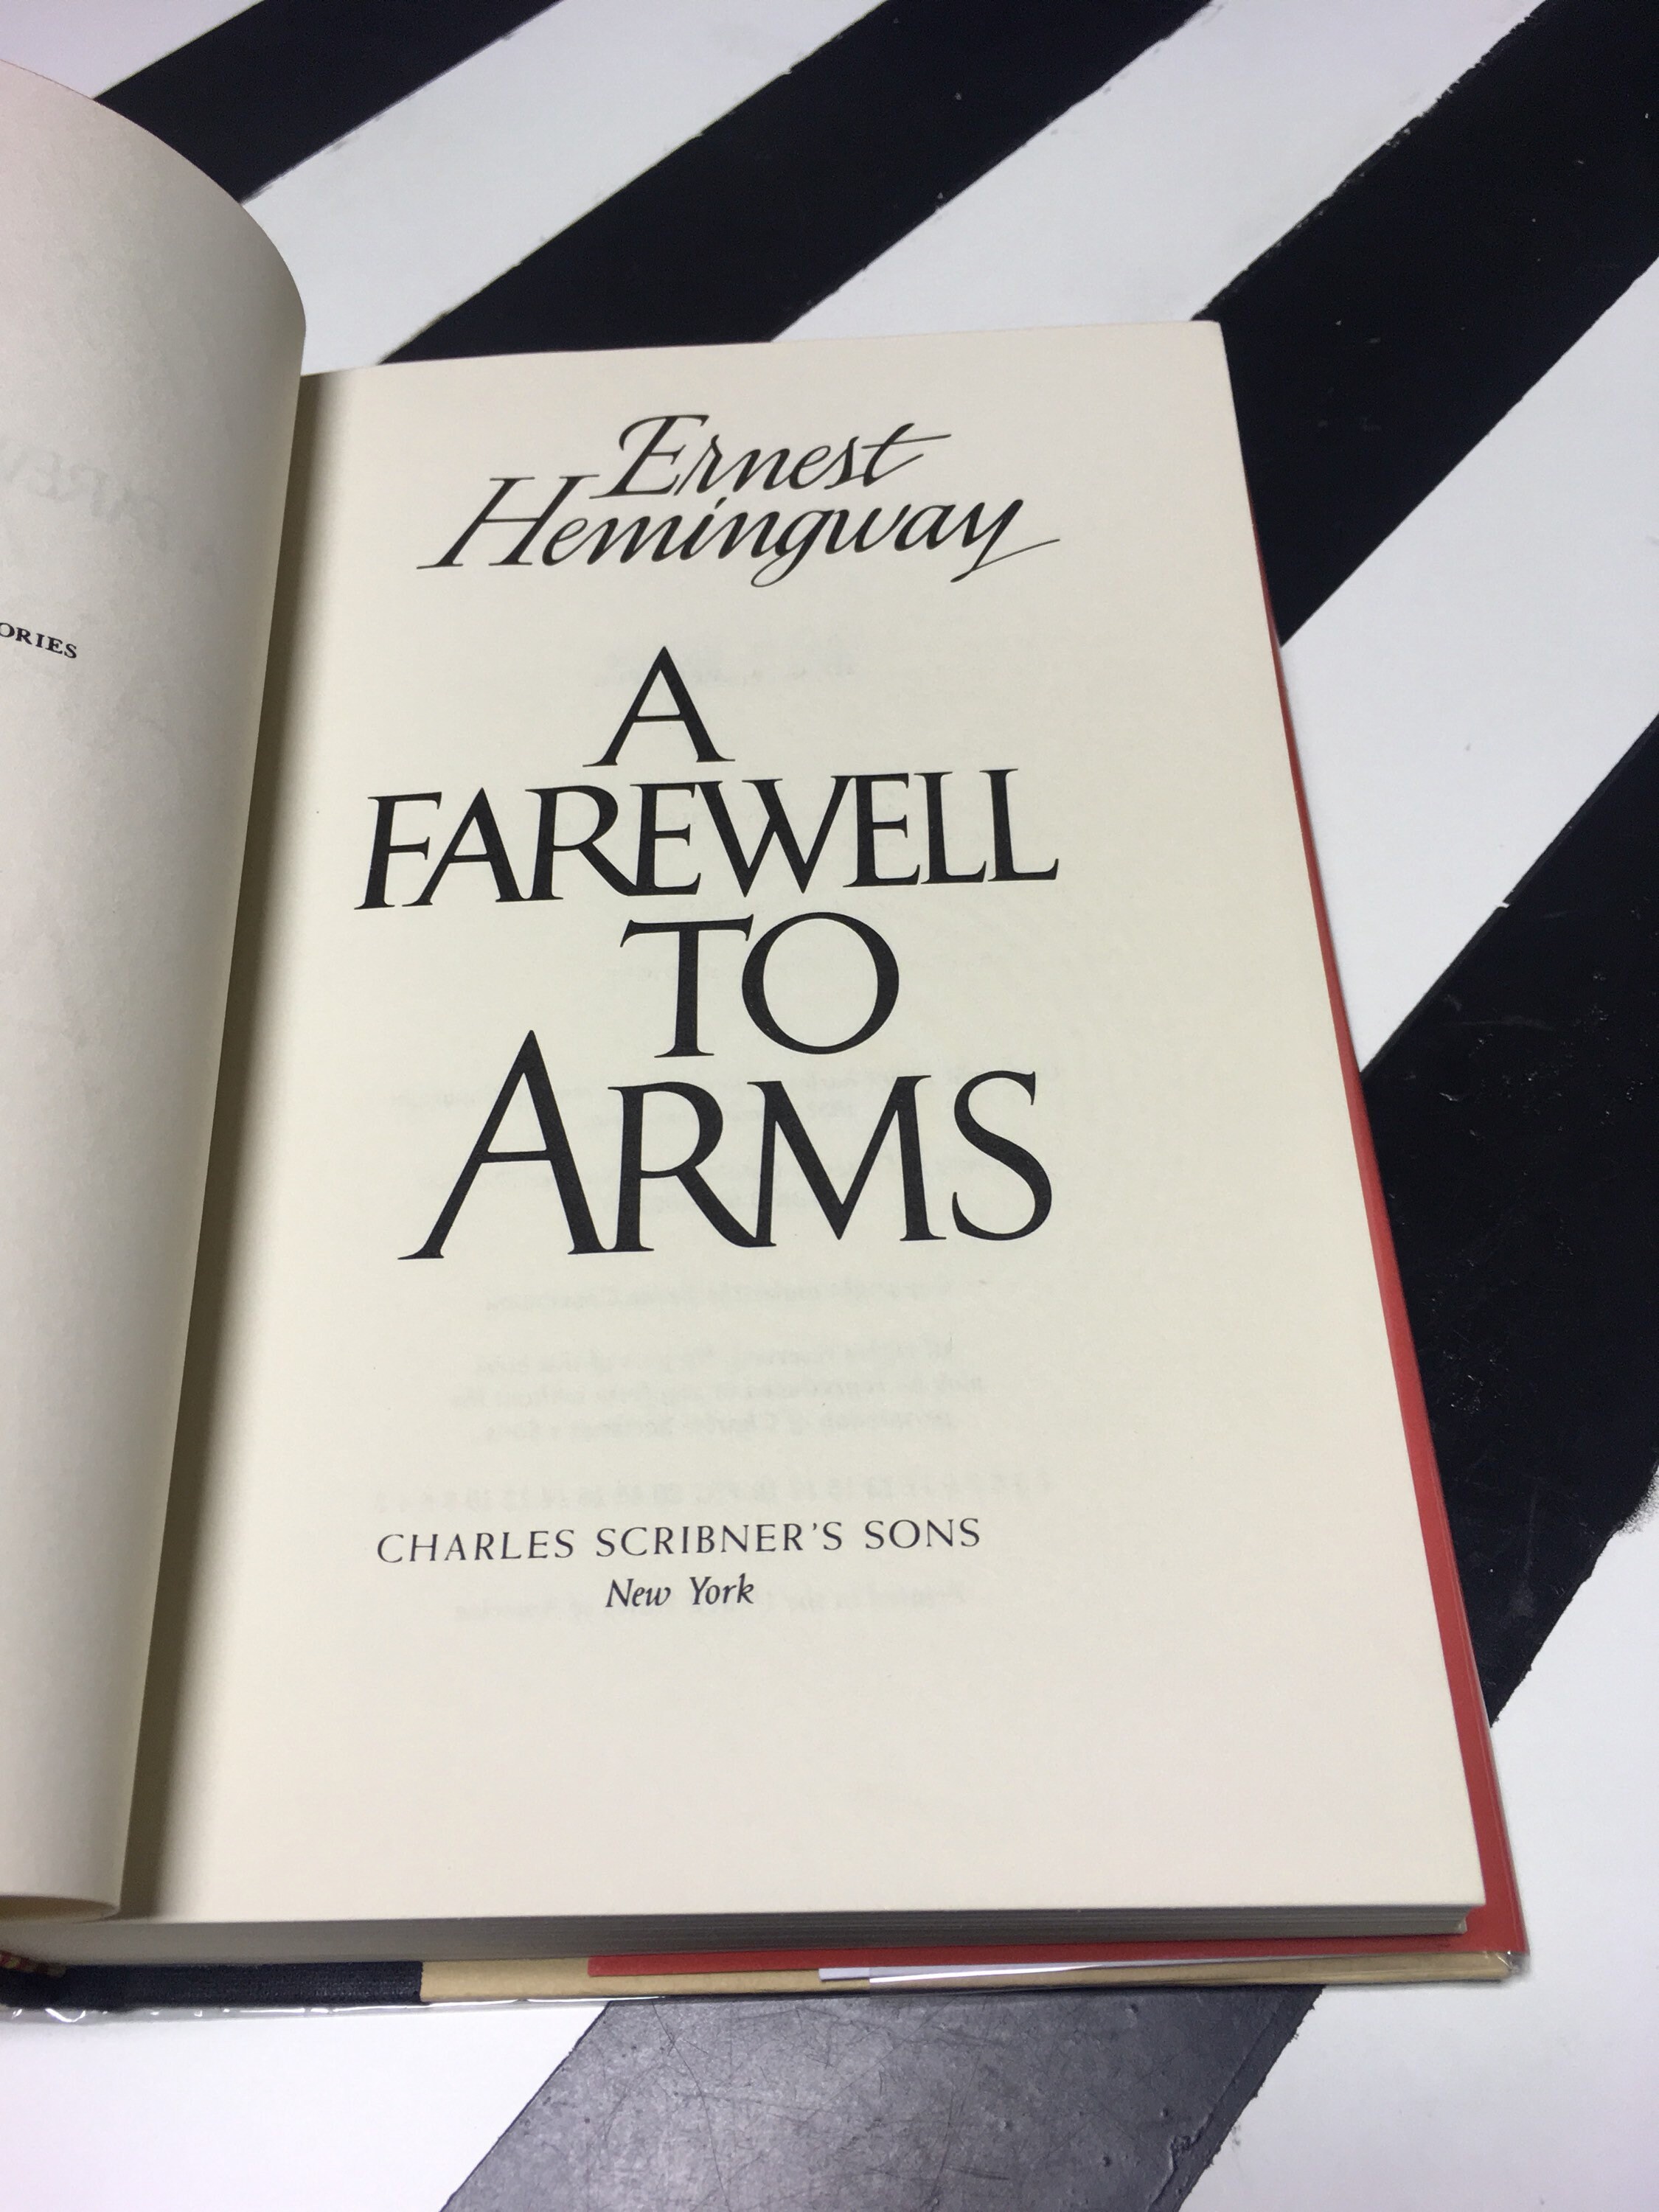 ORIES
Ernest
Hemingway
A
FAREWELL
TO
ARMS
CHARLES SCRIBNER'S SONS
New York